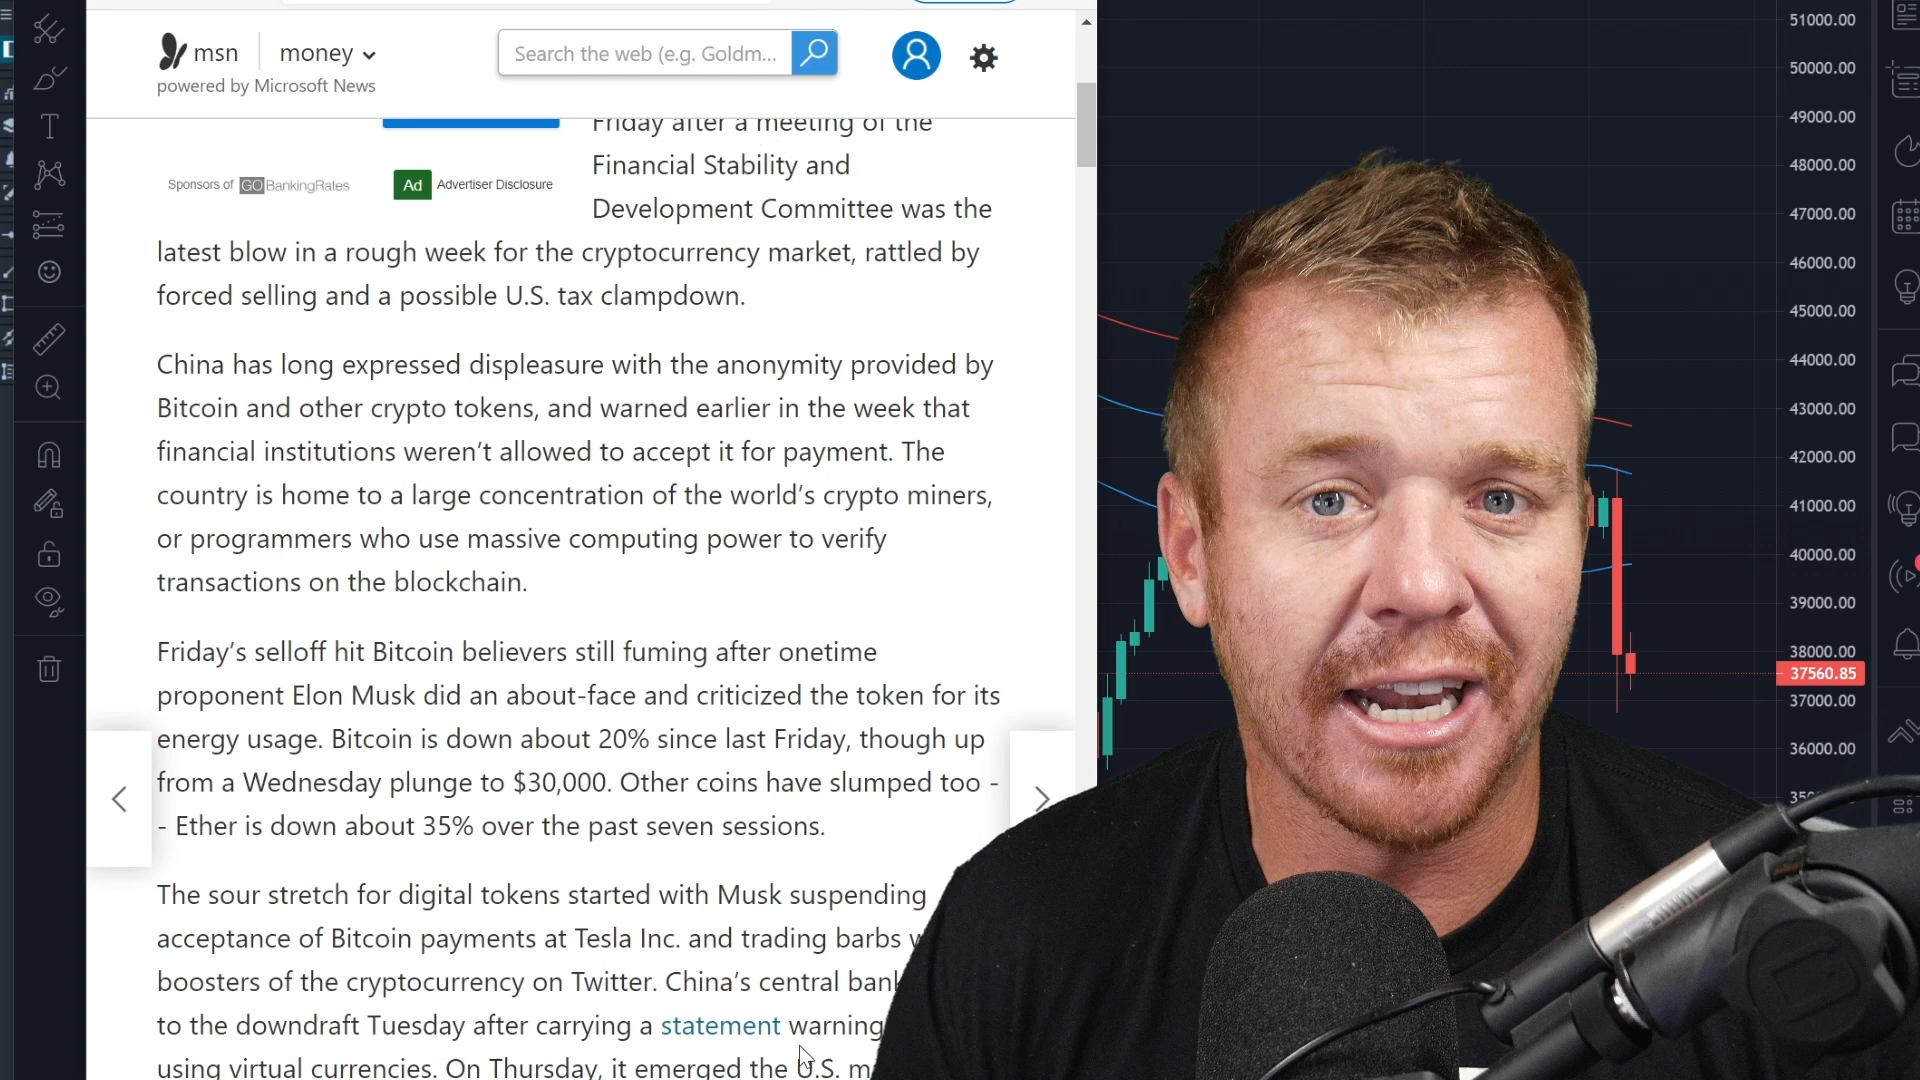 msn
money
powered by Microsoft News
Search the web (e.g. Goldm...
Friday after a meeting of the
Sponsors of GOBankingRates
Ad Advertiser Disclosure
Financial Stability and
Development Committee was the
latest blow in a rough week for the cryptocurrency market, rattled by
forced selling and a possible U.S. tax clampdown.
China has long expressed displeasure with the anonymity provided by
Bitcoin and other crypto tokens, and warned earlier in the week that
financial institutions weren’t allowed to accept it for payment. The
country is home to a large concentration of the world’s crypto miners,
or programmers who use massive computing power to verify
transactions on the blockchain.
Friday’s selloff hit Bitcoin believers still fuming after onetime
proponent Elon Musk did an about-face and criticized the token for its
energy usage. Bitcoin is down about 20% since last Friday, though up
from a Wednesday plunge to $30,000. Other coins have slumped too -
- Ether is down about 35% over the past seven sessions.
The sour stretch for digital tokens started with Musk suspending
acceptance of Bitcoin payments at Tesla Inc. and trading barbs
boosters of the cryptocurrency on Twitter. China’s central
to the downdraft Tuesday after carrying a statement warning
using virtual currencies. On Thursday, it emerged the U.S.
51000.00
50000.00
49000.00
48000.00
47000.00
46000.00
45000.00
44000.00
43000.00
42000.00
41000.00
40000.00
39000.00
38000.00
37560.85
37000.00
36000.00